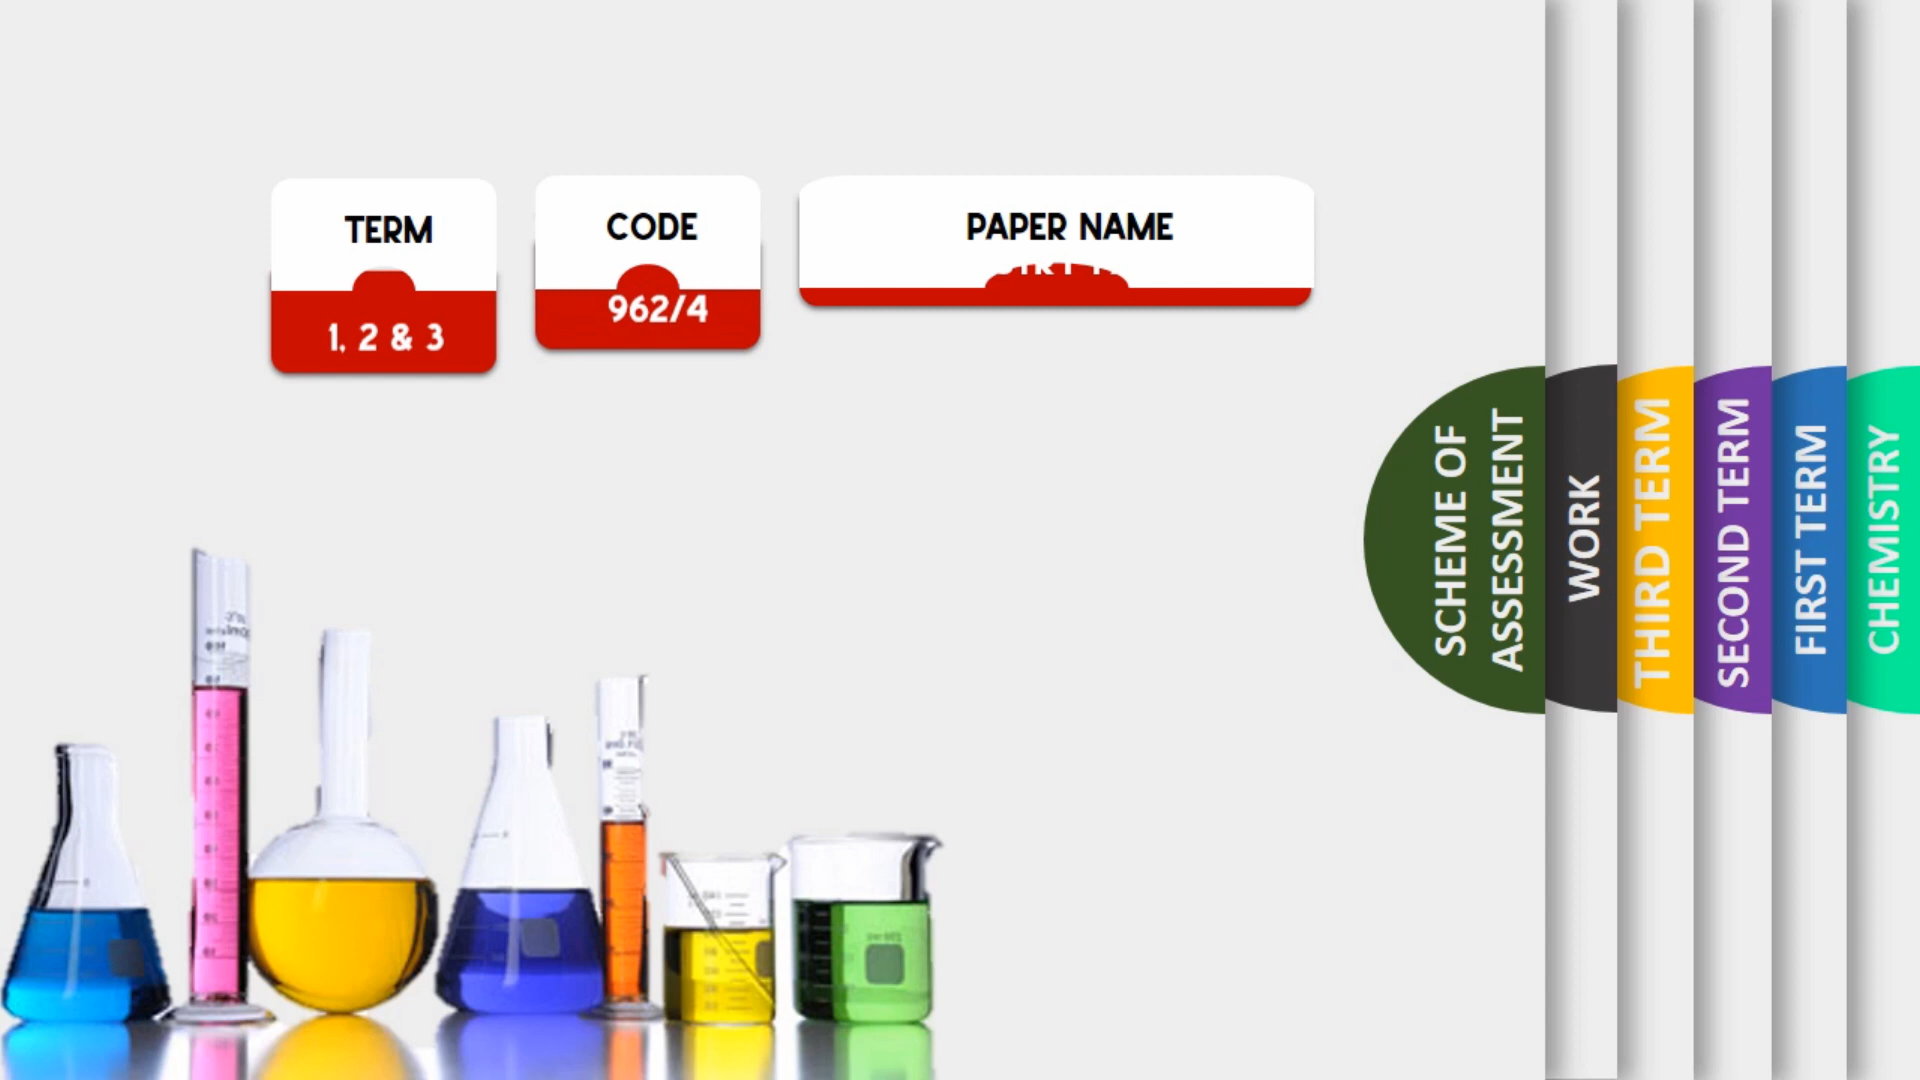 TERM
1, 2 & 3
CODE
962/4
PAPER NAME
SCHEME OF
ASSESSMENT
WORK
THIRD TERM
SECOND TERM
FIRST TERM
CHEMISTRY